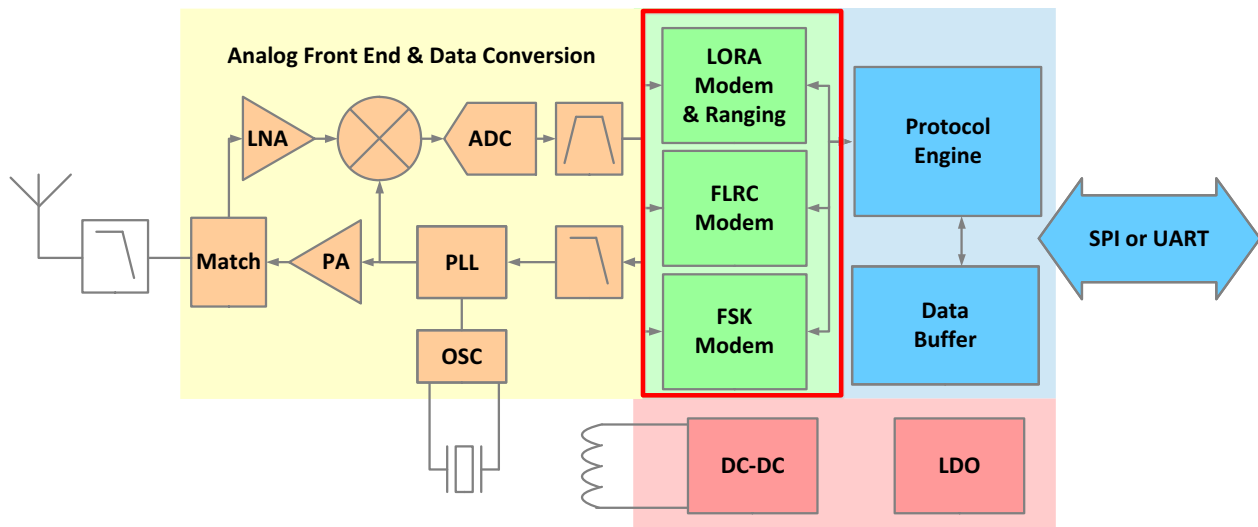 Analog Front End & Data Conversion
LNA
ADC
Match
PA
PLL
OSC
LORA
Modem
& Ranging
FLRC
Modem
FSK
Modem
Protocol
Engine
Data
Buffer
SPI or UART
DC-DC
LDO